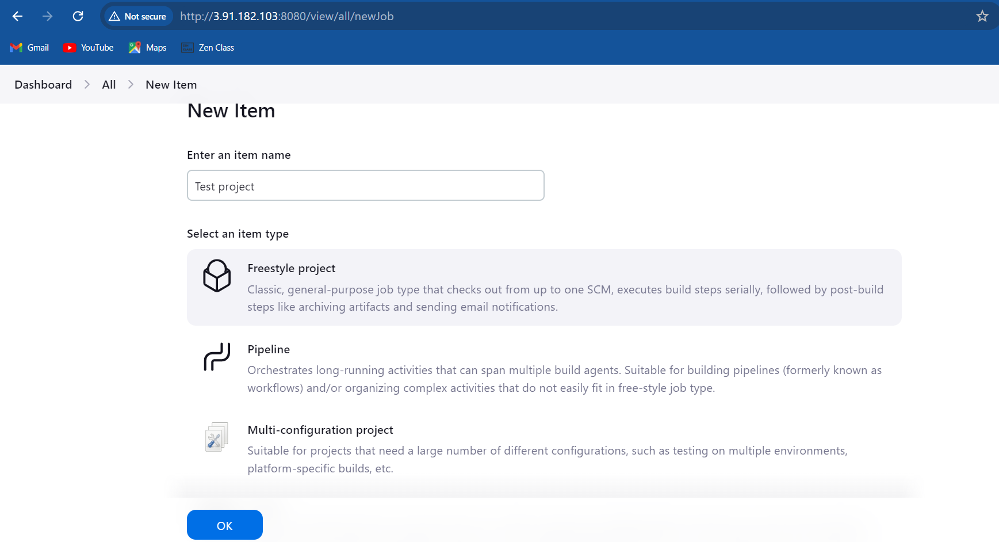 Not secure http://3.91.182.103:8080/view/all/newJob
Gmail YouTube Maps Zen Class
Dashboard All New Item
New Item
Enter an item name
Test project
Select an item type
Freestyle project
Classic, general-purpose job type that checks out from up to one SCM, executes build steps serially, followed by post-build
steps like archiving artifacts and sending email notifications.
Pipeline
Orchestrates long-running activities that can span multiple build agents. Suitable for building pipelines (formerly known as
workflows) and/or organizing complex activities that do not easily fit in free-style job type.
Multi-configuration project
Suitable for projects that need a large number of different configurations, such as testing on multiple environments,
platform-specific builds, etc.
OK